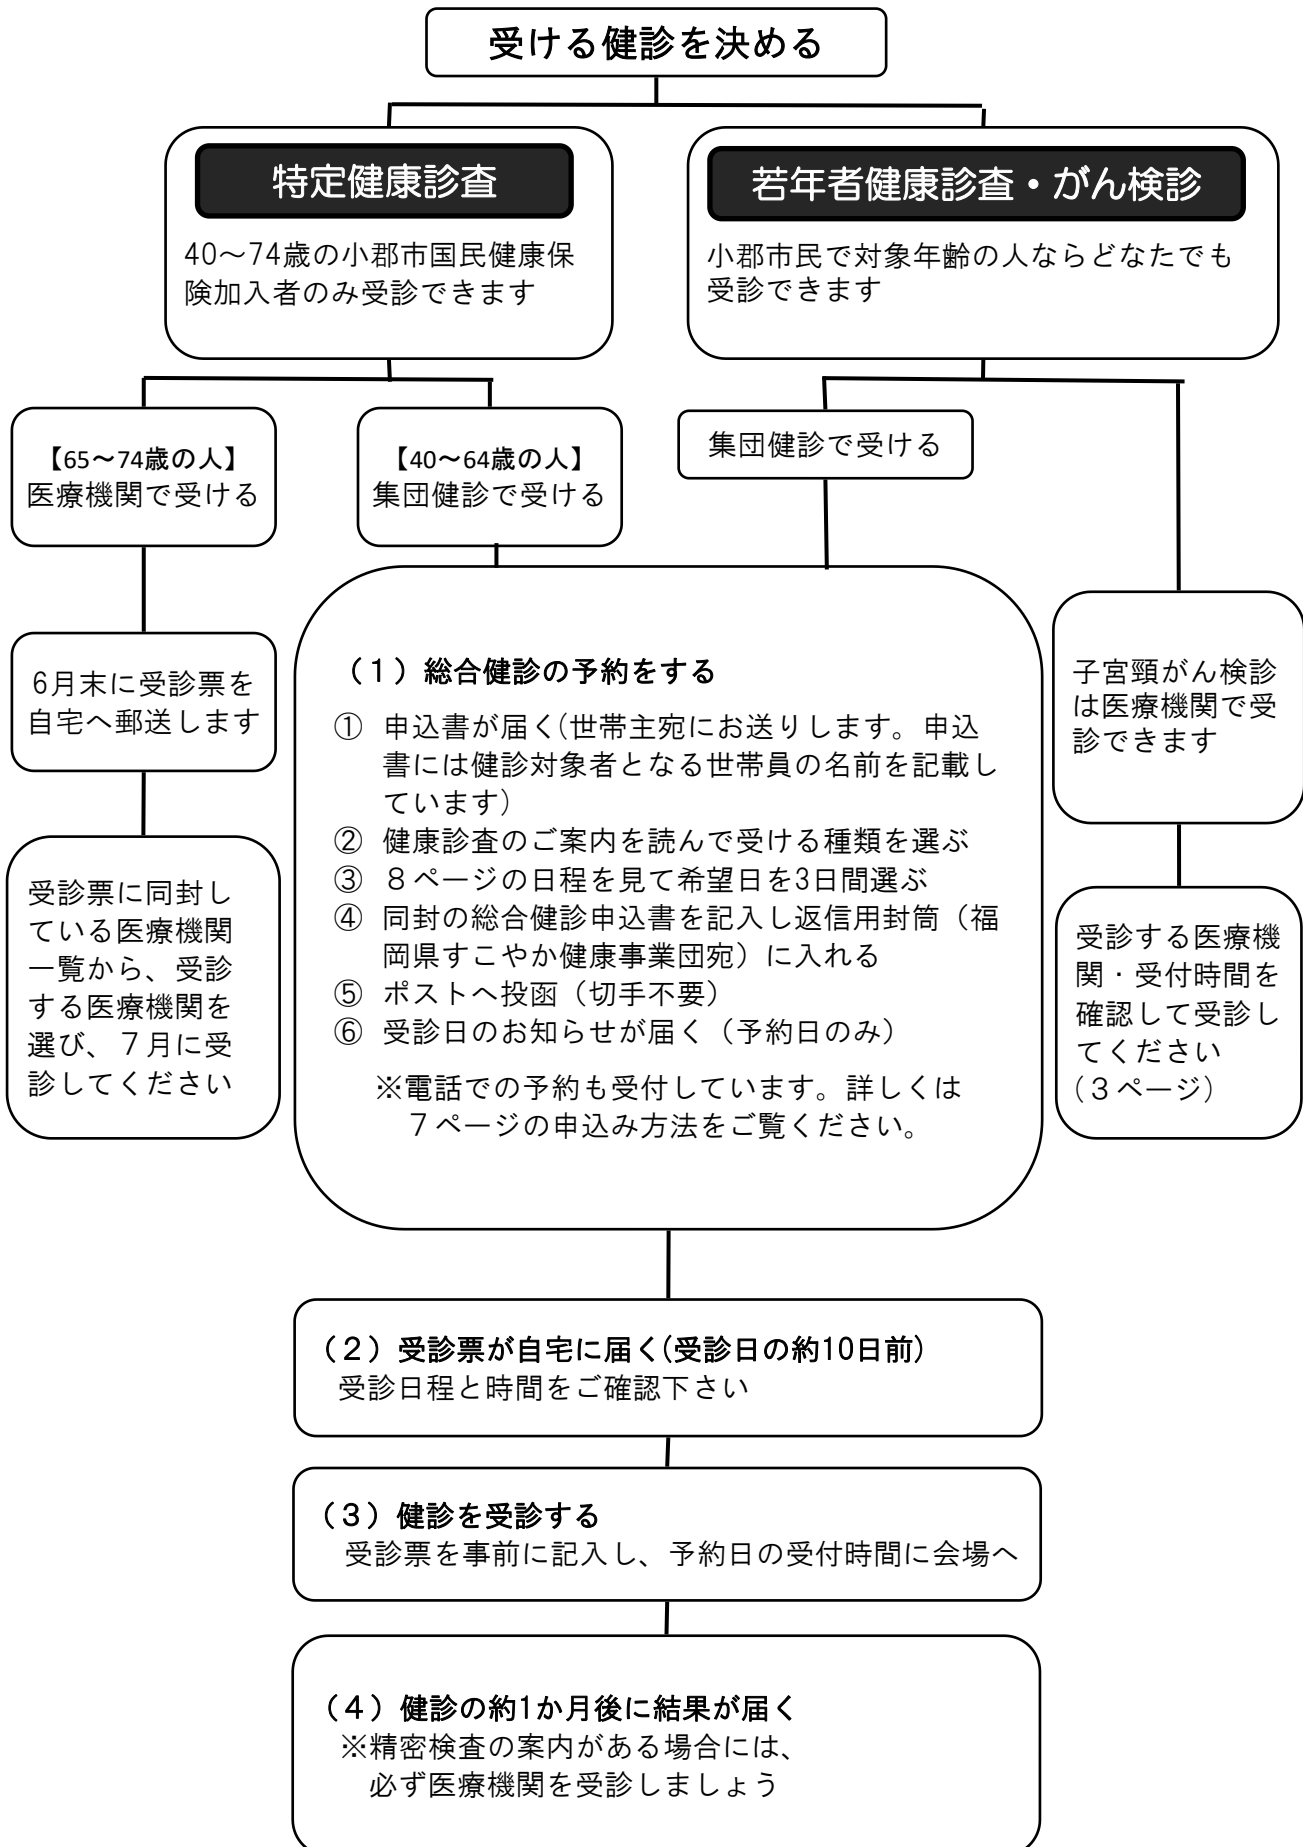 受ける健診を決める
特定健康診査
40～74歳の小郡市国民健康保
険加入者のみ受診できます
若年者健康診査・がん検診
小郡市民で対象年齢の人ならどなたでも
受診できます
【65～74歳の人】
医療機関で受ける
【40～64歳の人】
集団健診で受ける
集団健診で受ける
6月末に受診票を
自宅へ郵送します
受診票に同封し
ている医療機関
一覧から、受診
する医療機関を
選び、７月に受
診してください
（１）総合健診の予約をする
① 申込書が届く(世帯主宛にお送りします。申込
書には健診対象者となる世帯員の名前を記載し
ています)
② 健康診査のご案内を読んで受ける種類を選ぶ
③ ８ページの日程を見て希望日を3日間選ぶ
④ 同封の総合健診申込書を記入し返信用封筒（福
岡県すこやか健康事業団宛）に入れる
⑤ ポストへ投函（切手不要）
⑥ 受診日のお知らせが届く（予約日のみ）
※電話での予約も受付しています。詳しくは
７ページの申込み方法をご覧ください。
子宮頸がん検診
は医療機関で受
診できます
受診する医療機
関・受付時間を
確認して受診し
てください
(３ページ)
（２）受診票が自宅に届く(受診日の約10日前)
受診日程と時間をご確認下さい
（３）健診を受診する
受診票を事前に記入し、予約日の受付時間に会場へ
（４）健診の約1か月後に結果が届く
※精密検査の案内がある場合には、
必ず医療機関を受診しましょう